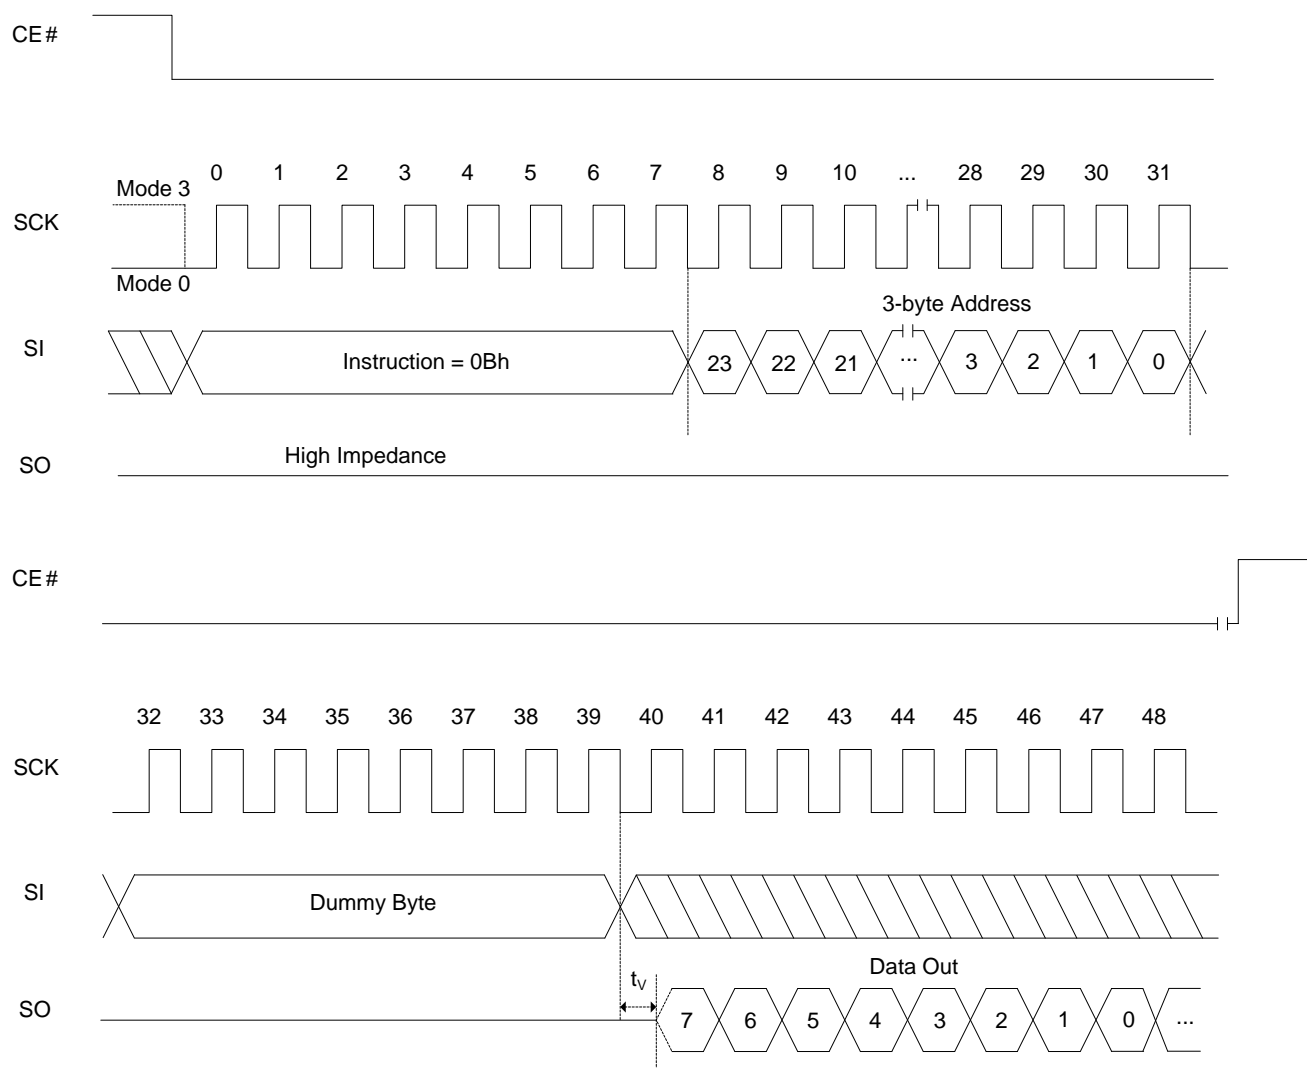 CE#
0 1 2 3 4 5 6 7 8 9 10 ... 28 29 30 31
Mode 3
SCK
Mode 0
3-byte Address
SI
Instruction = 0Bh
23 22 21 ... 3 2 1 0
High Impedance
SO
CE#
32 33 34 35 36 37 38 39 40 41 42 43 44 45 46 47 48
SCK
SI
Dummy Byte
Data Out
tV
SO
7 6 5 4 3 2 1 0 ...